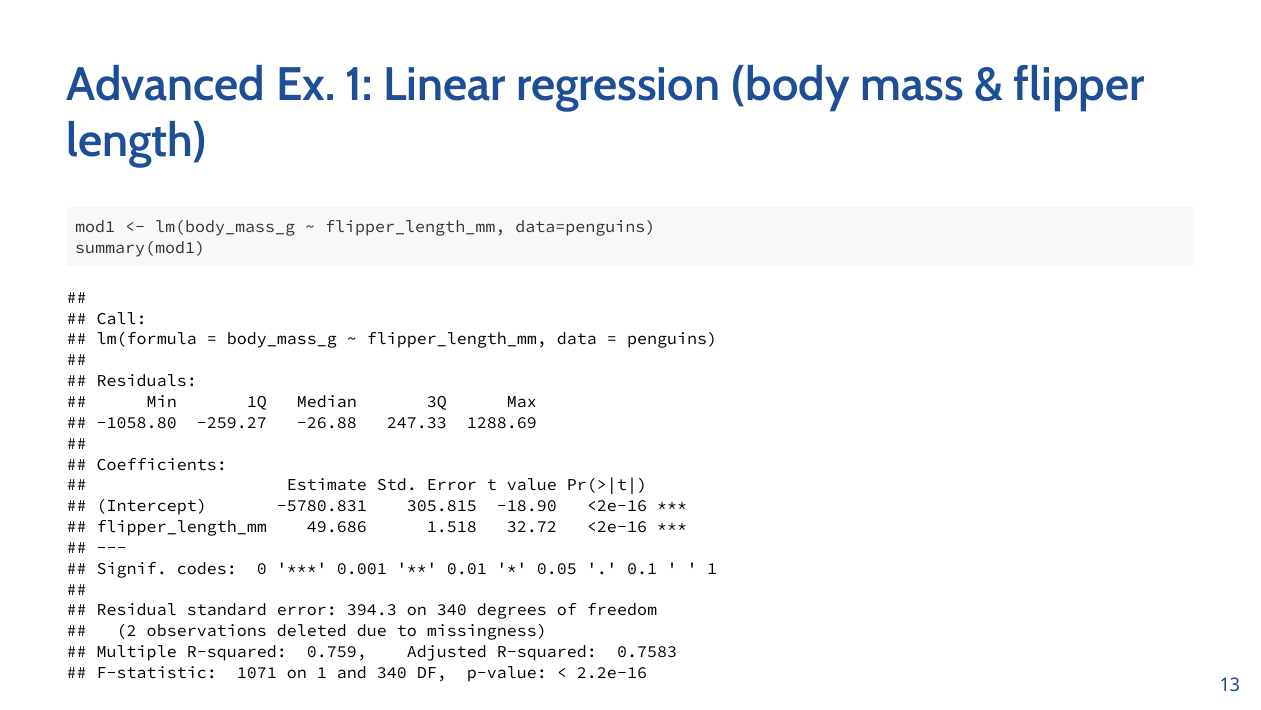 Advanced Ex. 1: Linear regression (body mass & flipper
length)
mod1 <- lm(body_mass_g ~ flipper_length_mm, data=penguins)
summary(mod1)
##
## Call:
## lm(formula = body_mass_g ~ flipper_length_mm, data = penguins)
##
## Residuals:
##      Min       1Q   Median       3Q      Max
## -1058.80  -259.27   -26.88   247.33  1288.69
##
## Coefficients:
##                    Estimate Std. Error t value Pr(>|t|)
## (Intercept)       -5780.831    305.815  -18.90   <2e-16 ***
## flipper_length_mm    49.686      1.518   32.72   <2e-16 ***
## ---
## Signif. codes:  0 '***' 0.001 '**' 0.01 '*' 0.05 '.' 0.1 ' ' 1
##
## Residual standard error: 394.3 on 340 degrees of freedom
##   (2 observations deleted due to missingness)
## Multiple R-squared:  0.759,    Adjusted R-squared:  0.7583
## F-statistic:  1071 on 1 and 340 DF,  p-value: < 2.2e-16
13